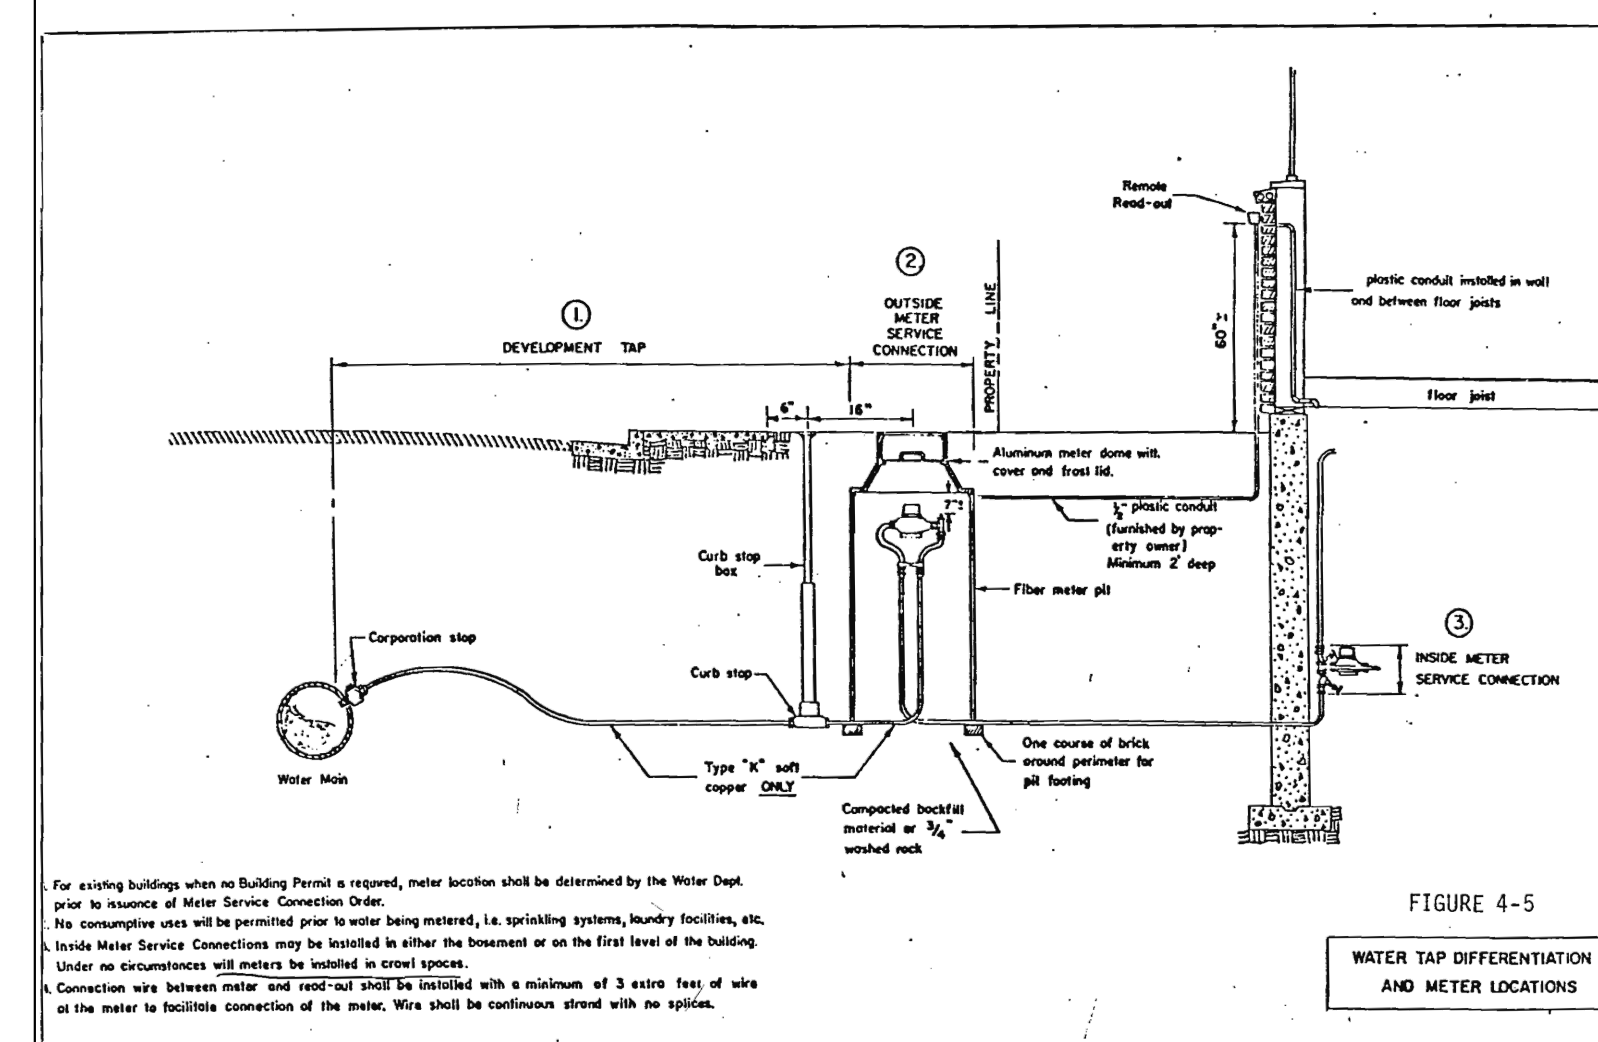 Remote
Read-out
2.
OUTSIDE
METER
SERVICE
CONNECTION
PROPERTY LINE
1.
DEVELOPMENT TAP
60"±
plastic conduit installed in wall
and between floor joists
floor joist
6"
16"
Aluminum meter dome with
cover and frost lid.
7"±
½" plastic conduit
(furnished by prop-
erty owner)
Minimum 2' deep
Curb stop
box
Fiber meter pit
Corporation stop
Curb stop
3.
INSIDE METER
SERVICE CONNECTION
Water Main
Type "K" soft
copper ONLY
One course of brick
around perimeter for
pit footing
Compacted backfill
material or 3/4"
washed rock
For existing buildings when no Building Permit is required, meter location shall be determined by the Water Dept.
prior to issuance of Meter Service Connection Order.
No consumptive uses will be permitted prior to water being metered, i.e. sprinkling systems, laundry facilities, etc.
Inside Meter Service Connections may be installed in either the basement or on the first level of the building.
Under no circumstances will meters be installed in crawl spaces.
Connection wire between meter and read-out shall be installed with a minimum of 3 extra feet of wire
at the meter to facilitate connection of the meter. Wire shall be continuous strand with no splices.
FIGURE 4-5
WATER TAP DIFFERENTIATION
AND METER LOCATIONS